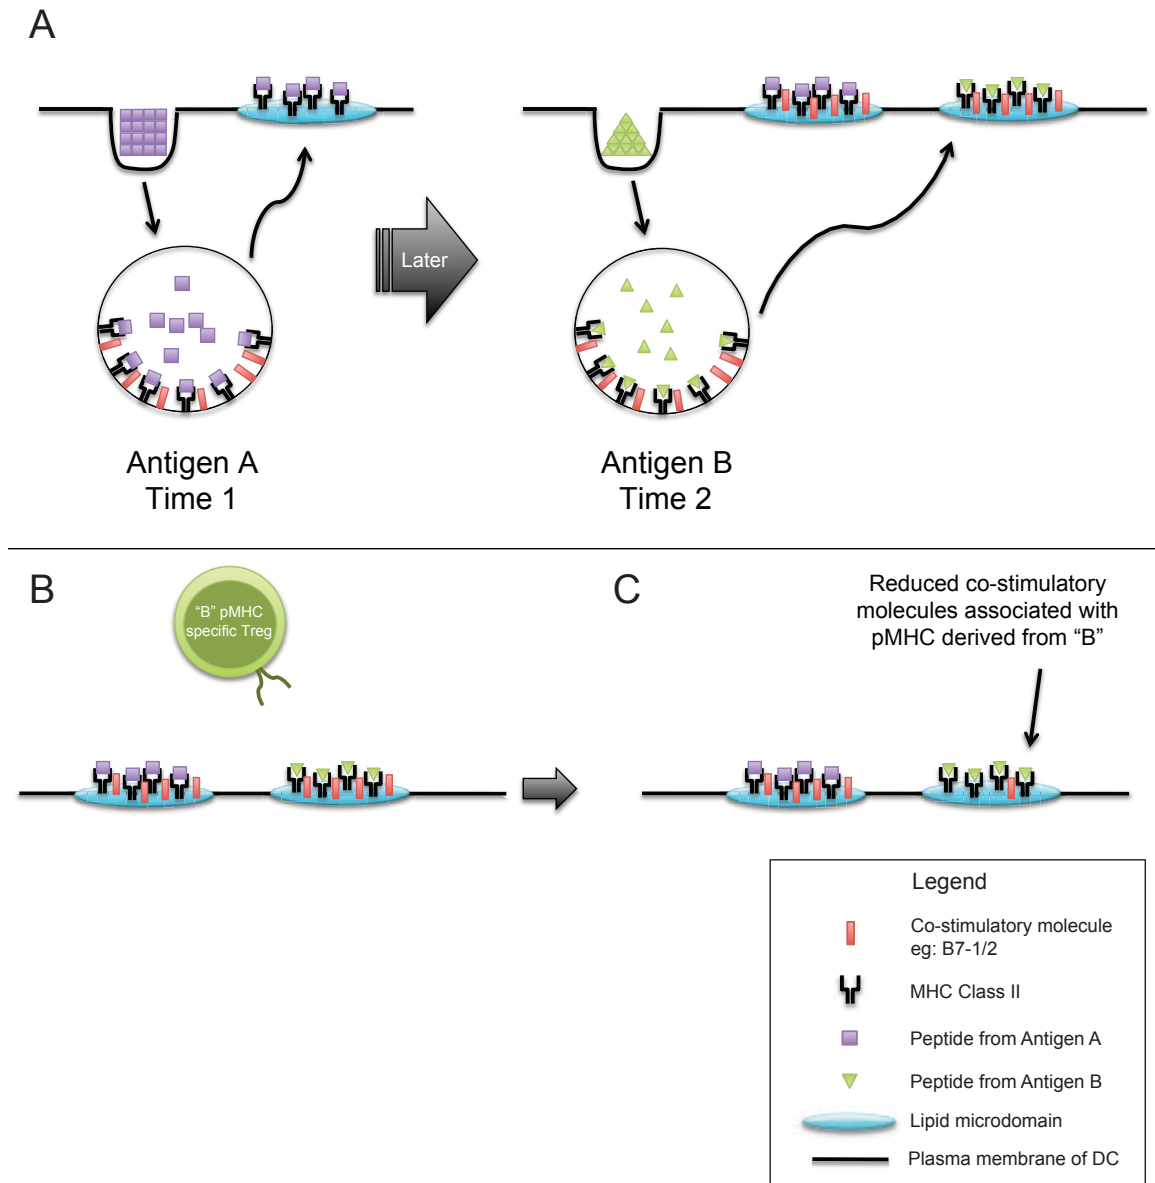 A
Later
Antigen A
Time 1
Antigen B
Time 2
B
"B" pMHC
specific Treg
C
Reduced co-stimulatory
molecules associated with
pMHC derived from "B"
Legend
Co-stimulatory molecule
eg: B7-1/2
MHC Class II
Peptide from Antigen A
Peptide from Antigen B
Lipid microdomain
Plasma membrane of DC